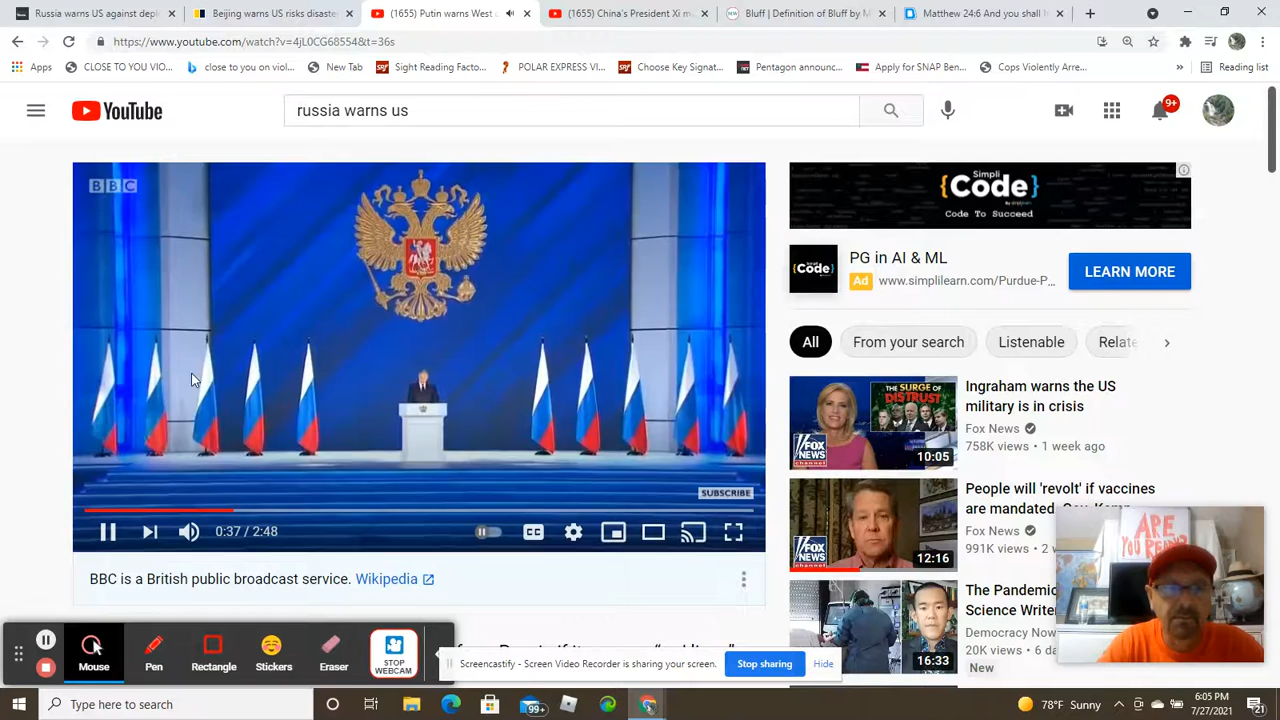 Russia warns US against depl
Beijing warns US risks disaste
(1655) Putin warns West o
(1655) China's President Xi m
Bluff | Definition of Bluff by M
Matthew 24:6 And you shall h
https://www.youtube.com/watch?v=4jL0CG68554&t=36s
Apps
CLOSE TO YOU VIO...
close to you on viol...
New Tab
Sight Reading Facto...
POLAR EXPRESS VI...
Choose Key Signat...
Pentagon announc...
Apply for SNAP Ben...
Cops Violently Arre...
Reading list
YouTube
russia warns us
9+
BBC
SUBSCRIBE
0:37 / 2:48
CC
BBC is a British public broadcast service. Wikipedia
Simpli
Code
Code To Succeed
PG in AI & ML
Ad www.simplilearn.com/Purdue-P...
LEARN MORE
All
From your search
Listenable
Relate
THE SURGE OF
DISTRUST
FOX NEWS channel
10:05
Ingraham warns the US
military is in crisis
Fox News
758K views • 1 week ago
FOX NEWS channel
12:16
People will 'revolt' if vaccines
are mandated:
Fox News
991K views • 2 w
16:33
The Pandemi
Science Writer
Democracy Now
20K views • 6 da
New
ARE
YOU READY
Mouse
Pen
Rectangle
Stickers
Eraser
STOP
WEBCAM
Screencastify - Screen Video Recorder is sharing your screen.
Stop sharing
Hide
Type here to search
99+
78°F Sunny
6:05 PM
7/27/2021
21